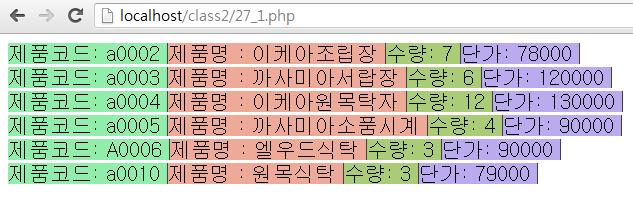 localhost/class2/27_1.php
제품코드: a0002 제품명 : 이케아조립장 수량: 7 단가: 78000
제품코드: a0003 제품명 : 까사미아서랍장 수량: 6 단가: 120000
제품코드: a0004 제품명 : 이케아원목탁자 수량: 12 단가: 130000
제품코드: a0005 제품명 : 까사미아소품시계 수량: 4 단가: 90000
제품코드: A0006 제품명 : 엘우드식탁 수량: 3 단가: 90000
제품코드: a0010 제품명 : 원목식탁 수량: 3 단가: 79000